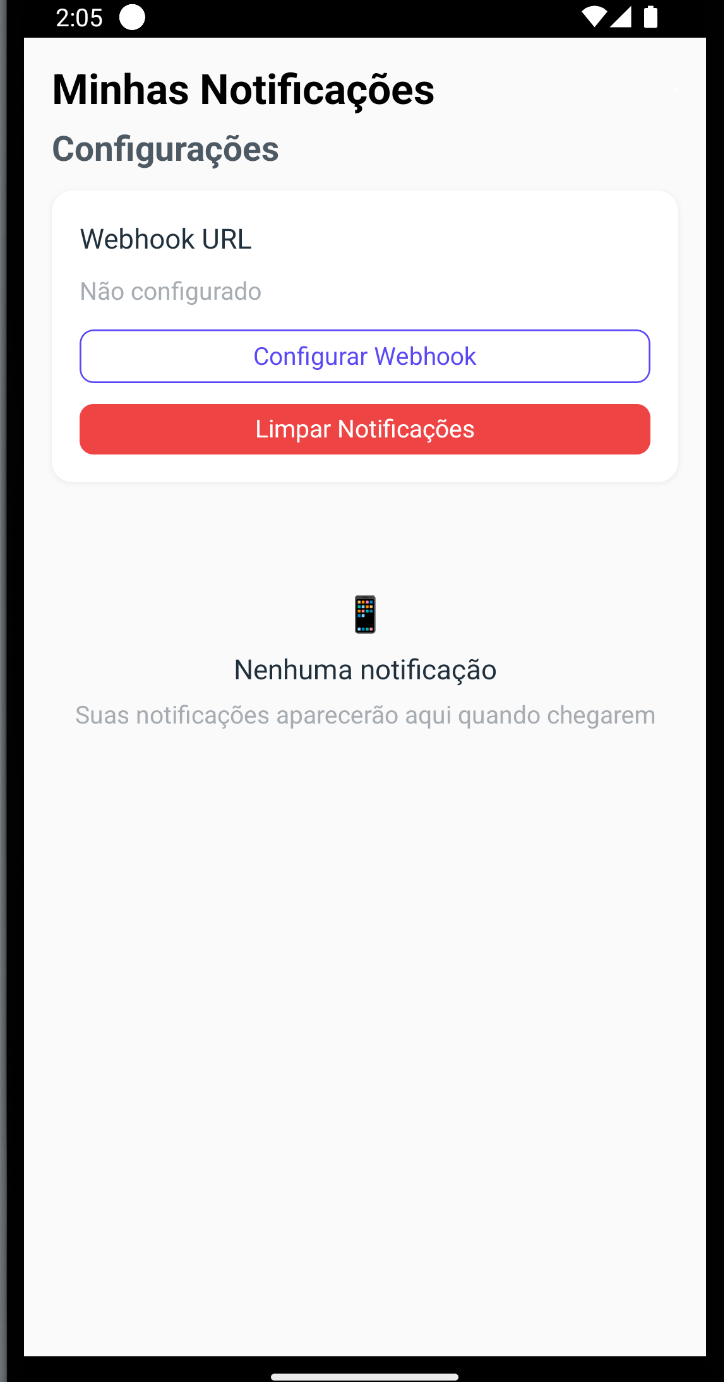 2:05
Minhas Notificações
Configurações
Webhook URL
Não configurado
Configurar Webhook
Limpar Notificações
Nenhuma notificação
Suas notificações aparecerão aqui quando chegarem